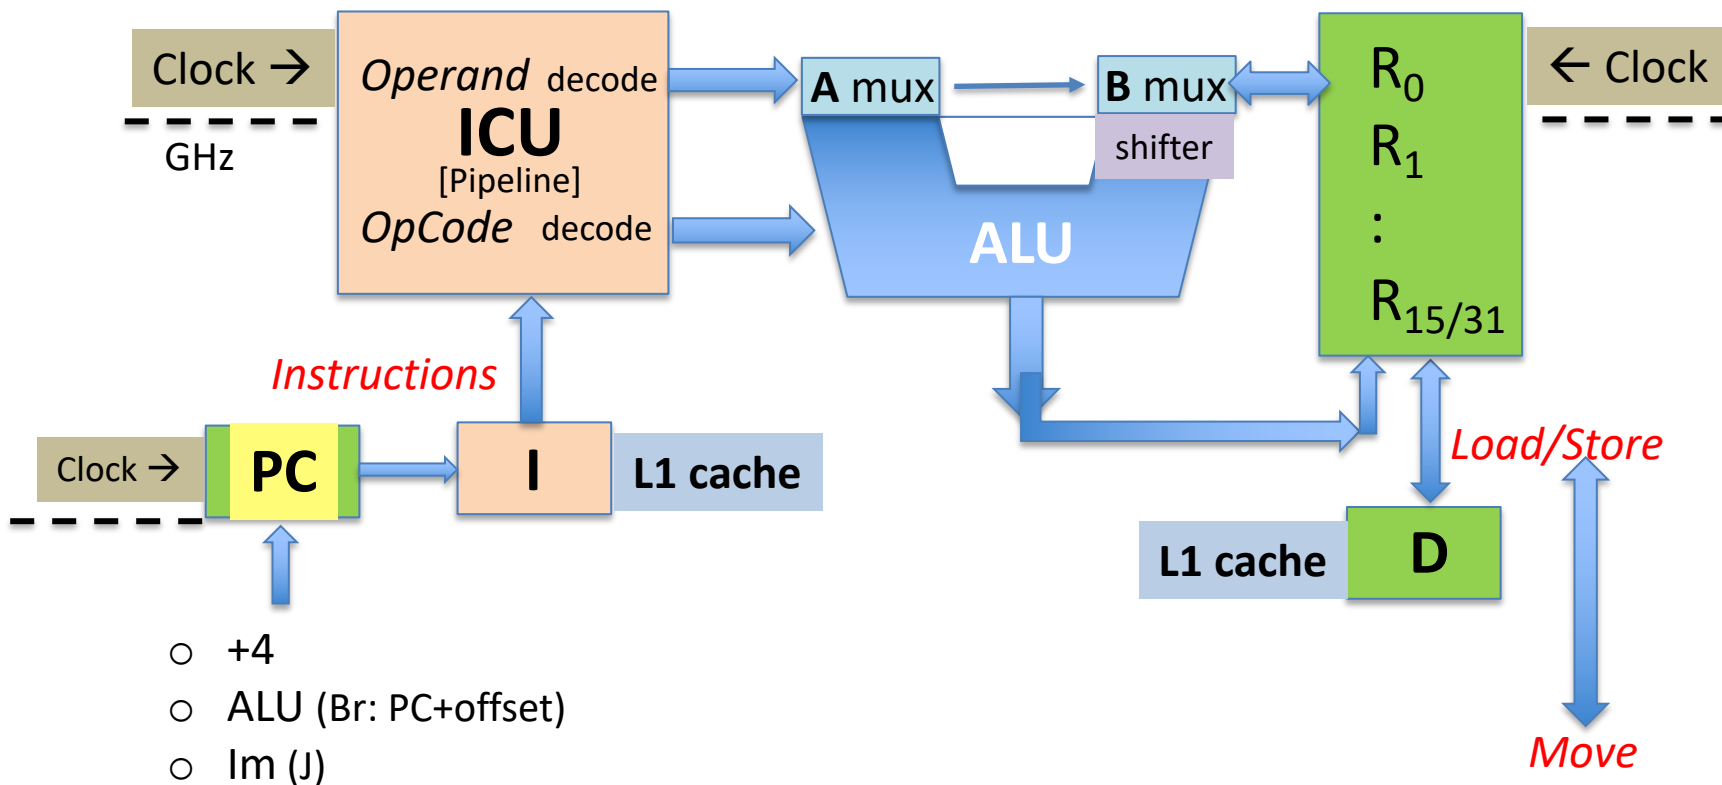 Clock →
GHz
Operand decode
ICU
[Pipeline]
OpCode decode
A mux
B mux
shifter
ALU
R0
R1
:
R15/31
← Clock
Instructions
Clock →
PC
I
L1 cache
Load/Store
L1 cache
D
Move
○ +4
○ ALU (Br: PC+offset)
○ Im (J)